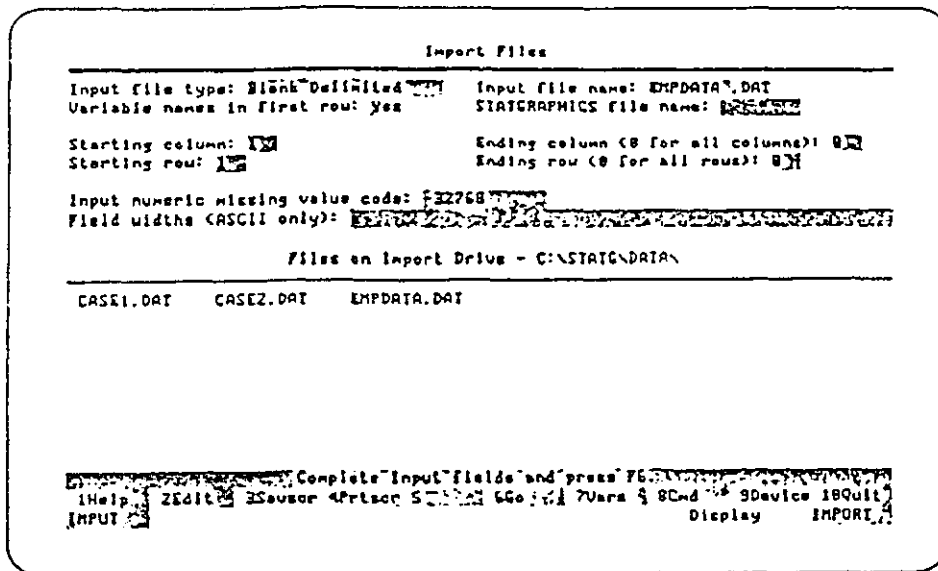 Import Files
Input file type: Blank Delimited Input file name: EMPDATA .DAT
Variable names in first row: Yes STATGRAPHICS file name:
Starting column: 1 Ending column (0 for all columns): 0
Starting row: 1 Ending row (0 for all rows): 0
Input numeric missing value code: -32768
Field widths (ASCII only):
Files on Import Drive - C:\STATG\DATA\
CASE1.DAT CASE2.DAT EMPDATA.DAT
Complete input fields and press F6.
1Help 2Edit 3Savscr 4Prtscr 5 6Go 7Vars 8Cmd 9Device 10Quit
INPUT Display IMPORT